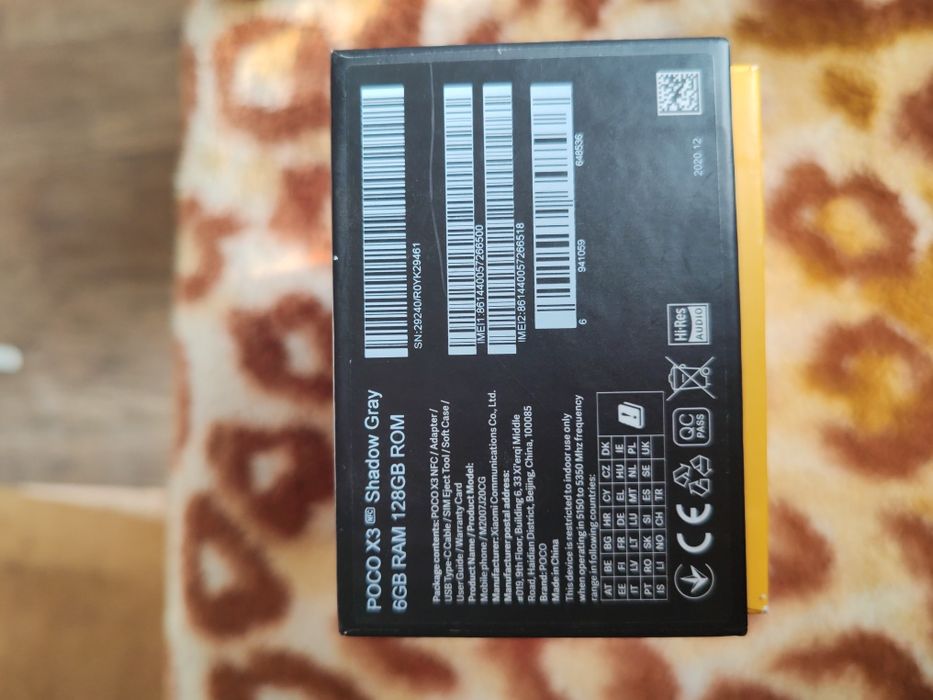 POCO X3 NFC Shadow Gray
6GB RAM 128GB ROM
Package contents: POCO X3 NFC / Adapter /
USB Type-C Cable / SIM Eject Tool / Soft Case /
User Guide / Warranty Card
Product Name / Product Model:
Mobile phone / M2007J20CG
Manufacturer: Xiaomi Communications Co., Ltd.
Manufacturer postal address:
#019, 9th Floor, Building 6, 33 Xi'erqi Middle
Road, Haidian District, Beijing, China, 100085
Brand: POCO
Made in China
This device is restricted to indoor use only
when operating in 5150 to 5350 Mhz frequency
range in following countries:
AT BE BG HR CY CZ DK
EE FI FR DE EL HU IE
IT LV LT LU MT NL PL
PT RO SK SI ES SE UK
IS LI NO CH TR
CE
QC
PASS
Hi-Res
AUDIO
SN:29240/R0YK29461
IMEI1:861440057266500
IMEI2:861440057266518
6 941059 648536
2020.12